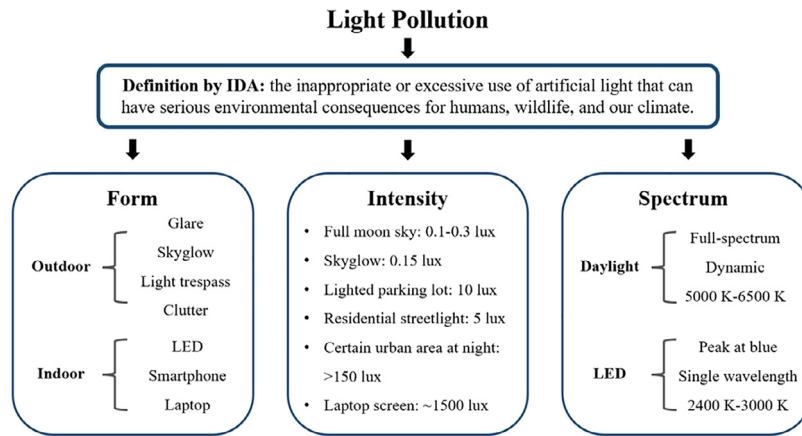 Light Pollution
Definition by IDA: the inappropriate or excessive use of artificial light that can
have serious environmental consequences for humans, wildlife, and our climate.
Form
Outdoor
Glare
Skyglow
Light trespass
Clutter
Indoor
LED
Smartphone
Laptop
Intensity
• Full moon sky: 0.1-0.3 lux
• Skyglow: 0.15 lux
• Lighted parking lot: 10 lux
• Residential streetlight: 5 lux
• Certain urban area at night:
>150 lux
• Laptop screen: ~1500 lux
Spectrum
Daylight
Full-spectrum
Dynamic
5000 K-6500 K
LED
Peak at blue
Single wavelength
2400 K-3000 K